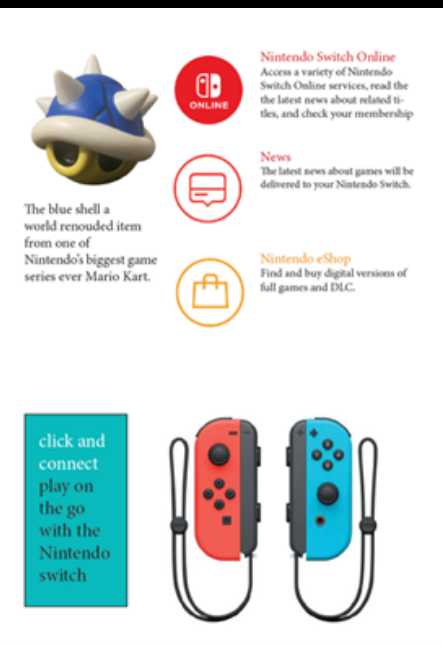 Nintendo Switch Online
Access a variety of Nintendo
Switch Online services, read the
the latest news about related ti-
tles, and check your membership
ONLINE
News
The latest news about games will be
delivered to your Nintendo Switch.
The blue shell a
world renouded item
from one of
Nintendo's biggest game
series ever Mario Kart.
Nintendo eShop
Find and buy digital versions of
full games and DLC.
click and
connect
play on
the go
with the
Nintendo
switch